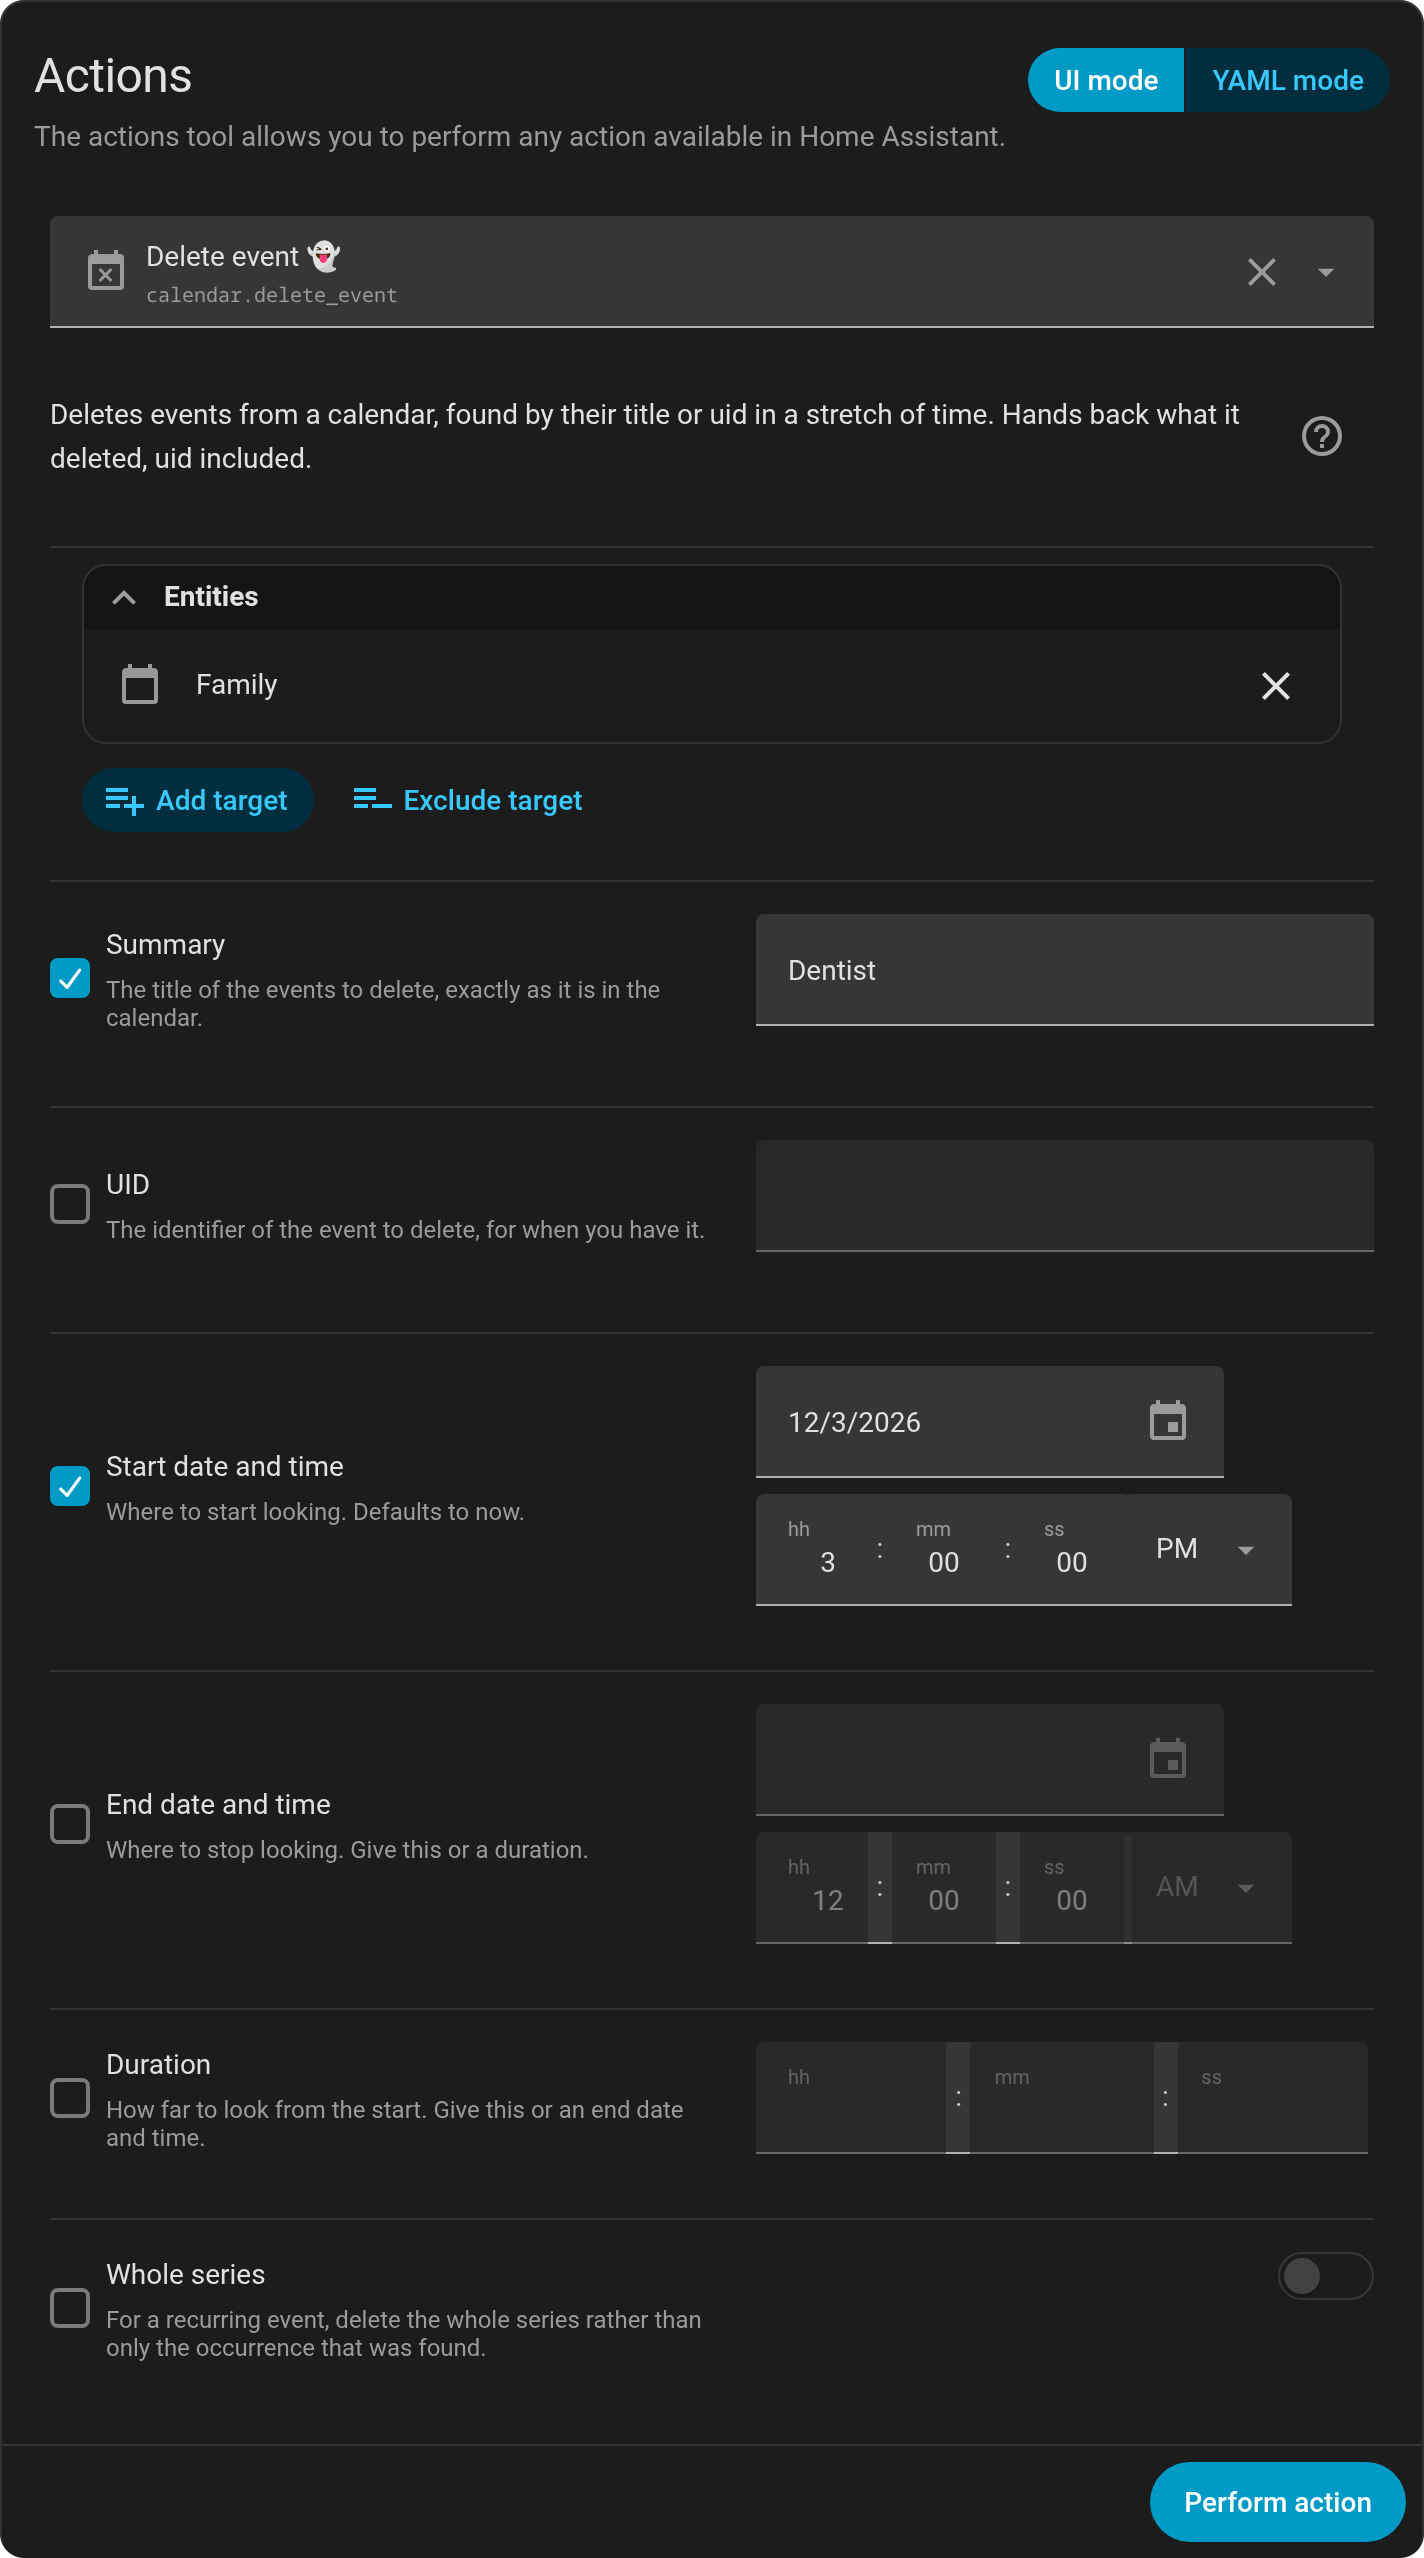 Actions
UI mode
YAML mode
The actions tool allows you to perform any action available in Home Assistant.
Delete event 👻
calendar.delete_event
Deletes events from a calendar, found by their title or uid in a stretch of time. Hands back what it
deleted, uid included.
Entities
Family
Add target
Exclude target
Summary
The title of the events to delete, exactly as it is in the
calendar.
Dentist
UID
The identifier of the event to delete, for when you have it.
Start date and time
Where to start looking. Defaults to now.
12/3/2026
hh mm ss
3 : 00 : 00 PM
End date and time
Where to stop looking. Give this or a duration.
hh mm ss
12 : 00 : 00 AM
Duration
How far to look from the start. Give this or an end date
and time.
hh : mm : ss
Whole series
For a recurring event, delete the whole series rather than
only the occurrence that was found.
Perform action